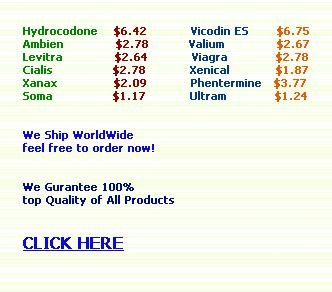 Hydrocodone $6.42 Vicodin ES $6.75
Ambien $2.78 Valium $2.67
Levitra $2.64 Viagra $2.78
Cialis $2.78 Xenical $1.87
Xanax $2.09 Phentermine $3.77
Soma $1.17 Ultram $1.24
We Ship WorldWide
feel free to order now!
We Gurantee 100%
top Quality of All Products
CLICK HERE